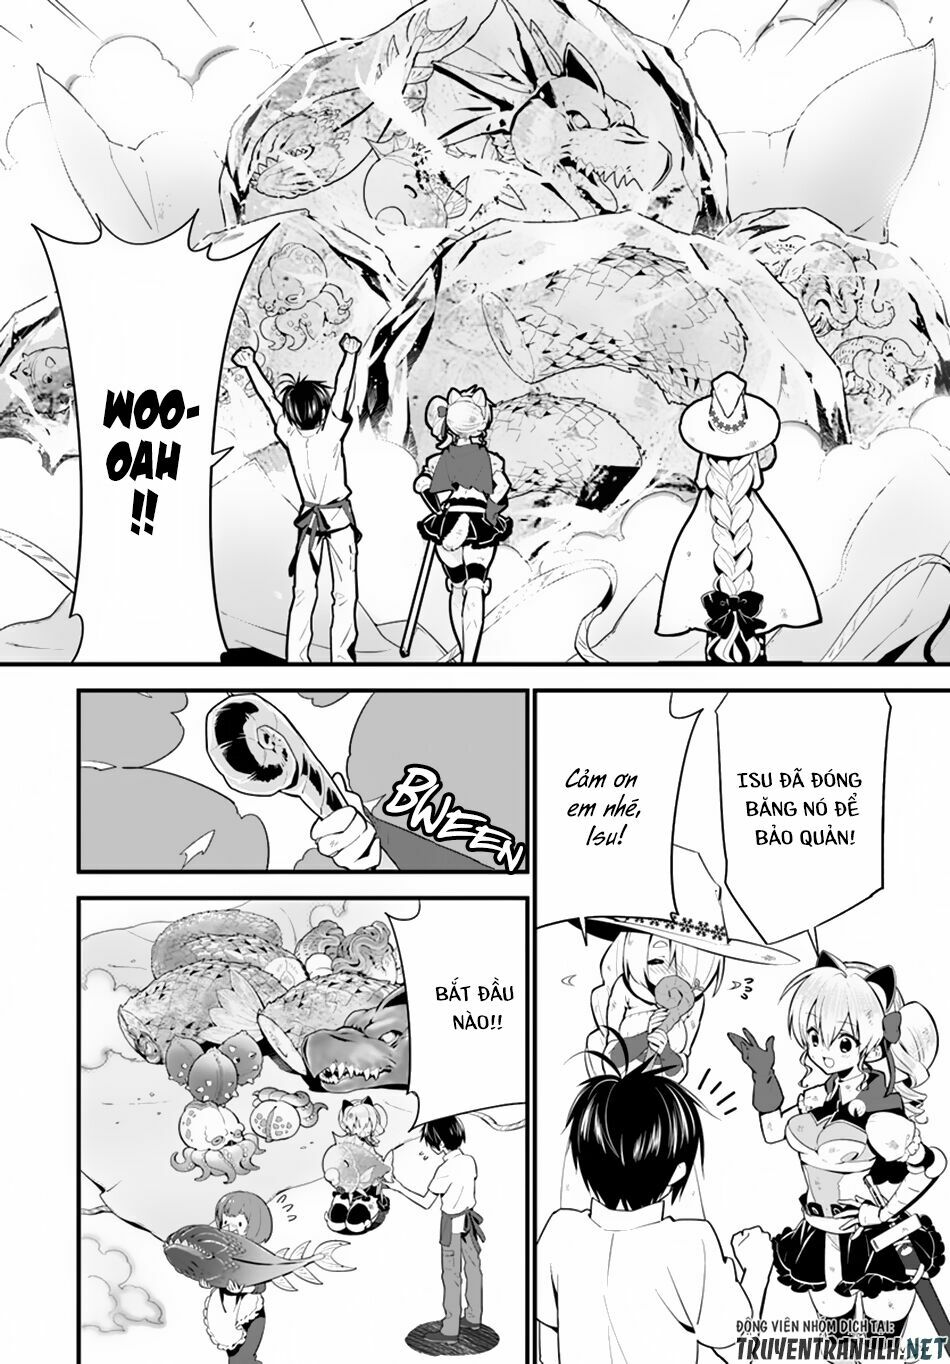 WOO-
OAH
!!
ISU ĐÃ ĐÓNG
BĂNG NÓ ĐỂ
BẢO QUẢN!
Cảm ơn
em nhé,
Isu!
BWEEN
BẮT ĐẦU
NÀO!!
ĐỘNG VIÊN NHÓM DỊCH TẠI:
TRUYENTRANHLH.NET